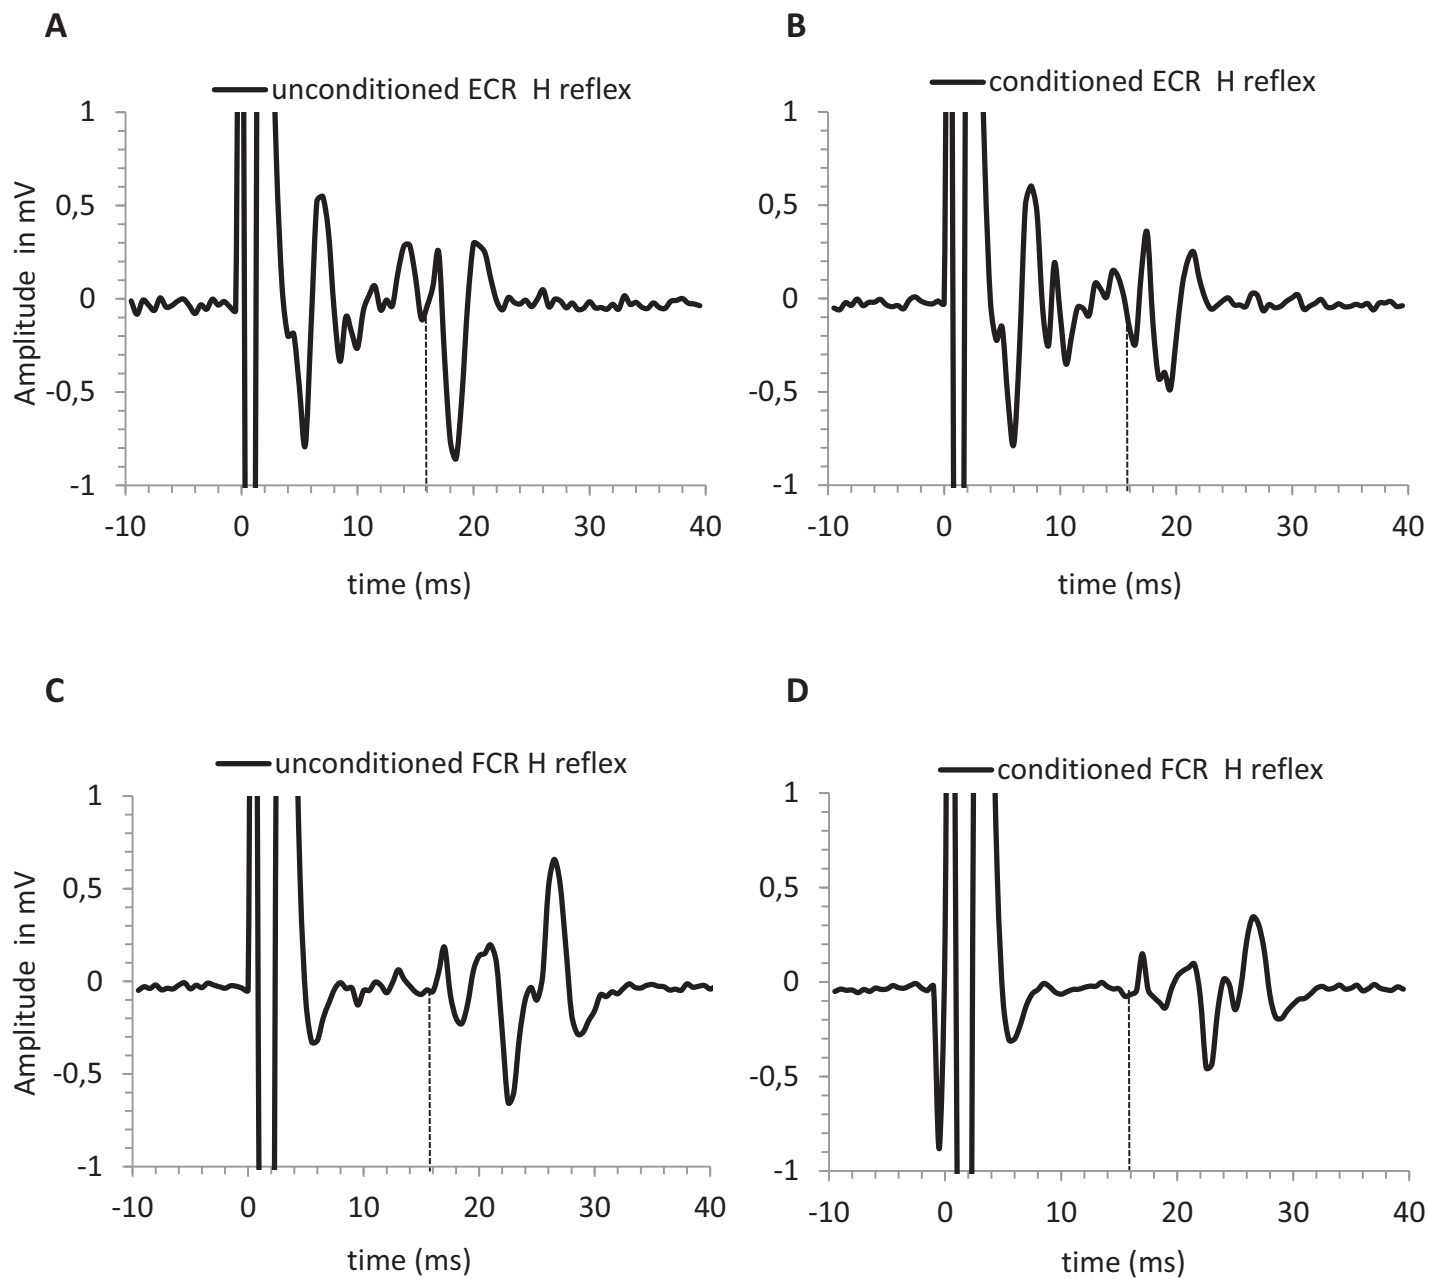 A
unconditioned ECR H reflex
1
0,5
0
-0,5
-1
Amplitude in mV
-10 0 10 20 30 40
time (ms)
B
conditioned ECR H reflex
1
0,5
0
-0,5
-1
-10 0 10 20 30 40
time (ms)
C
unconditioned FCR H reflex
1
0,5
0
-0,5
-1
Amplitude in mV
-10 0 10 20 30 40
time (ms)
D
conditioned FCR H reflex
1
0,5
0
-0,5
-1
-10 0 10 20 30 40
time (ms)